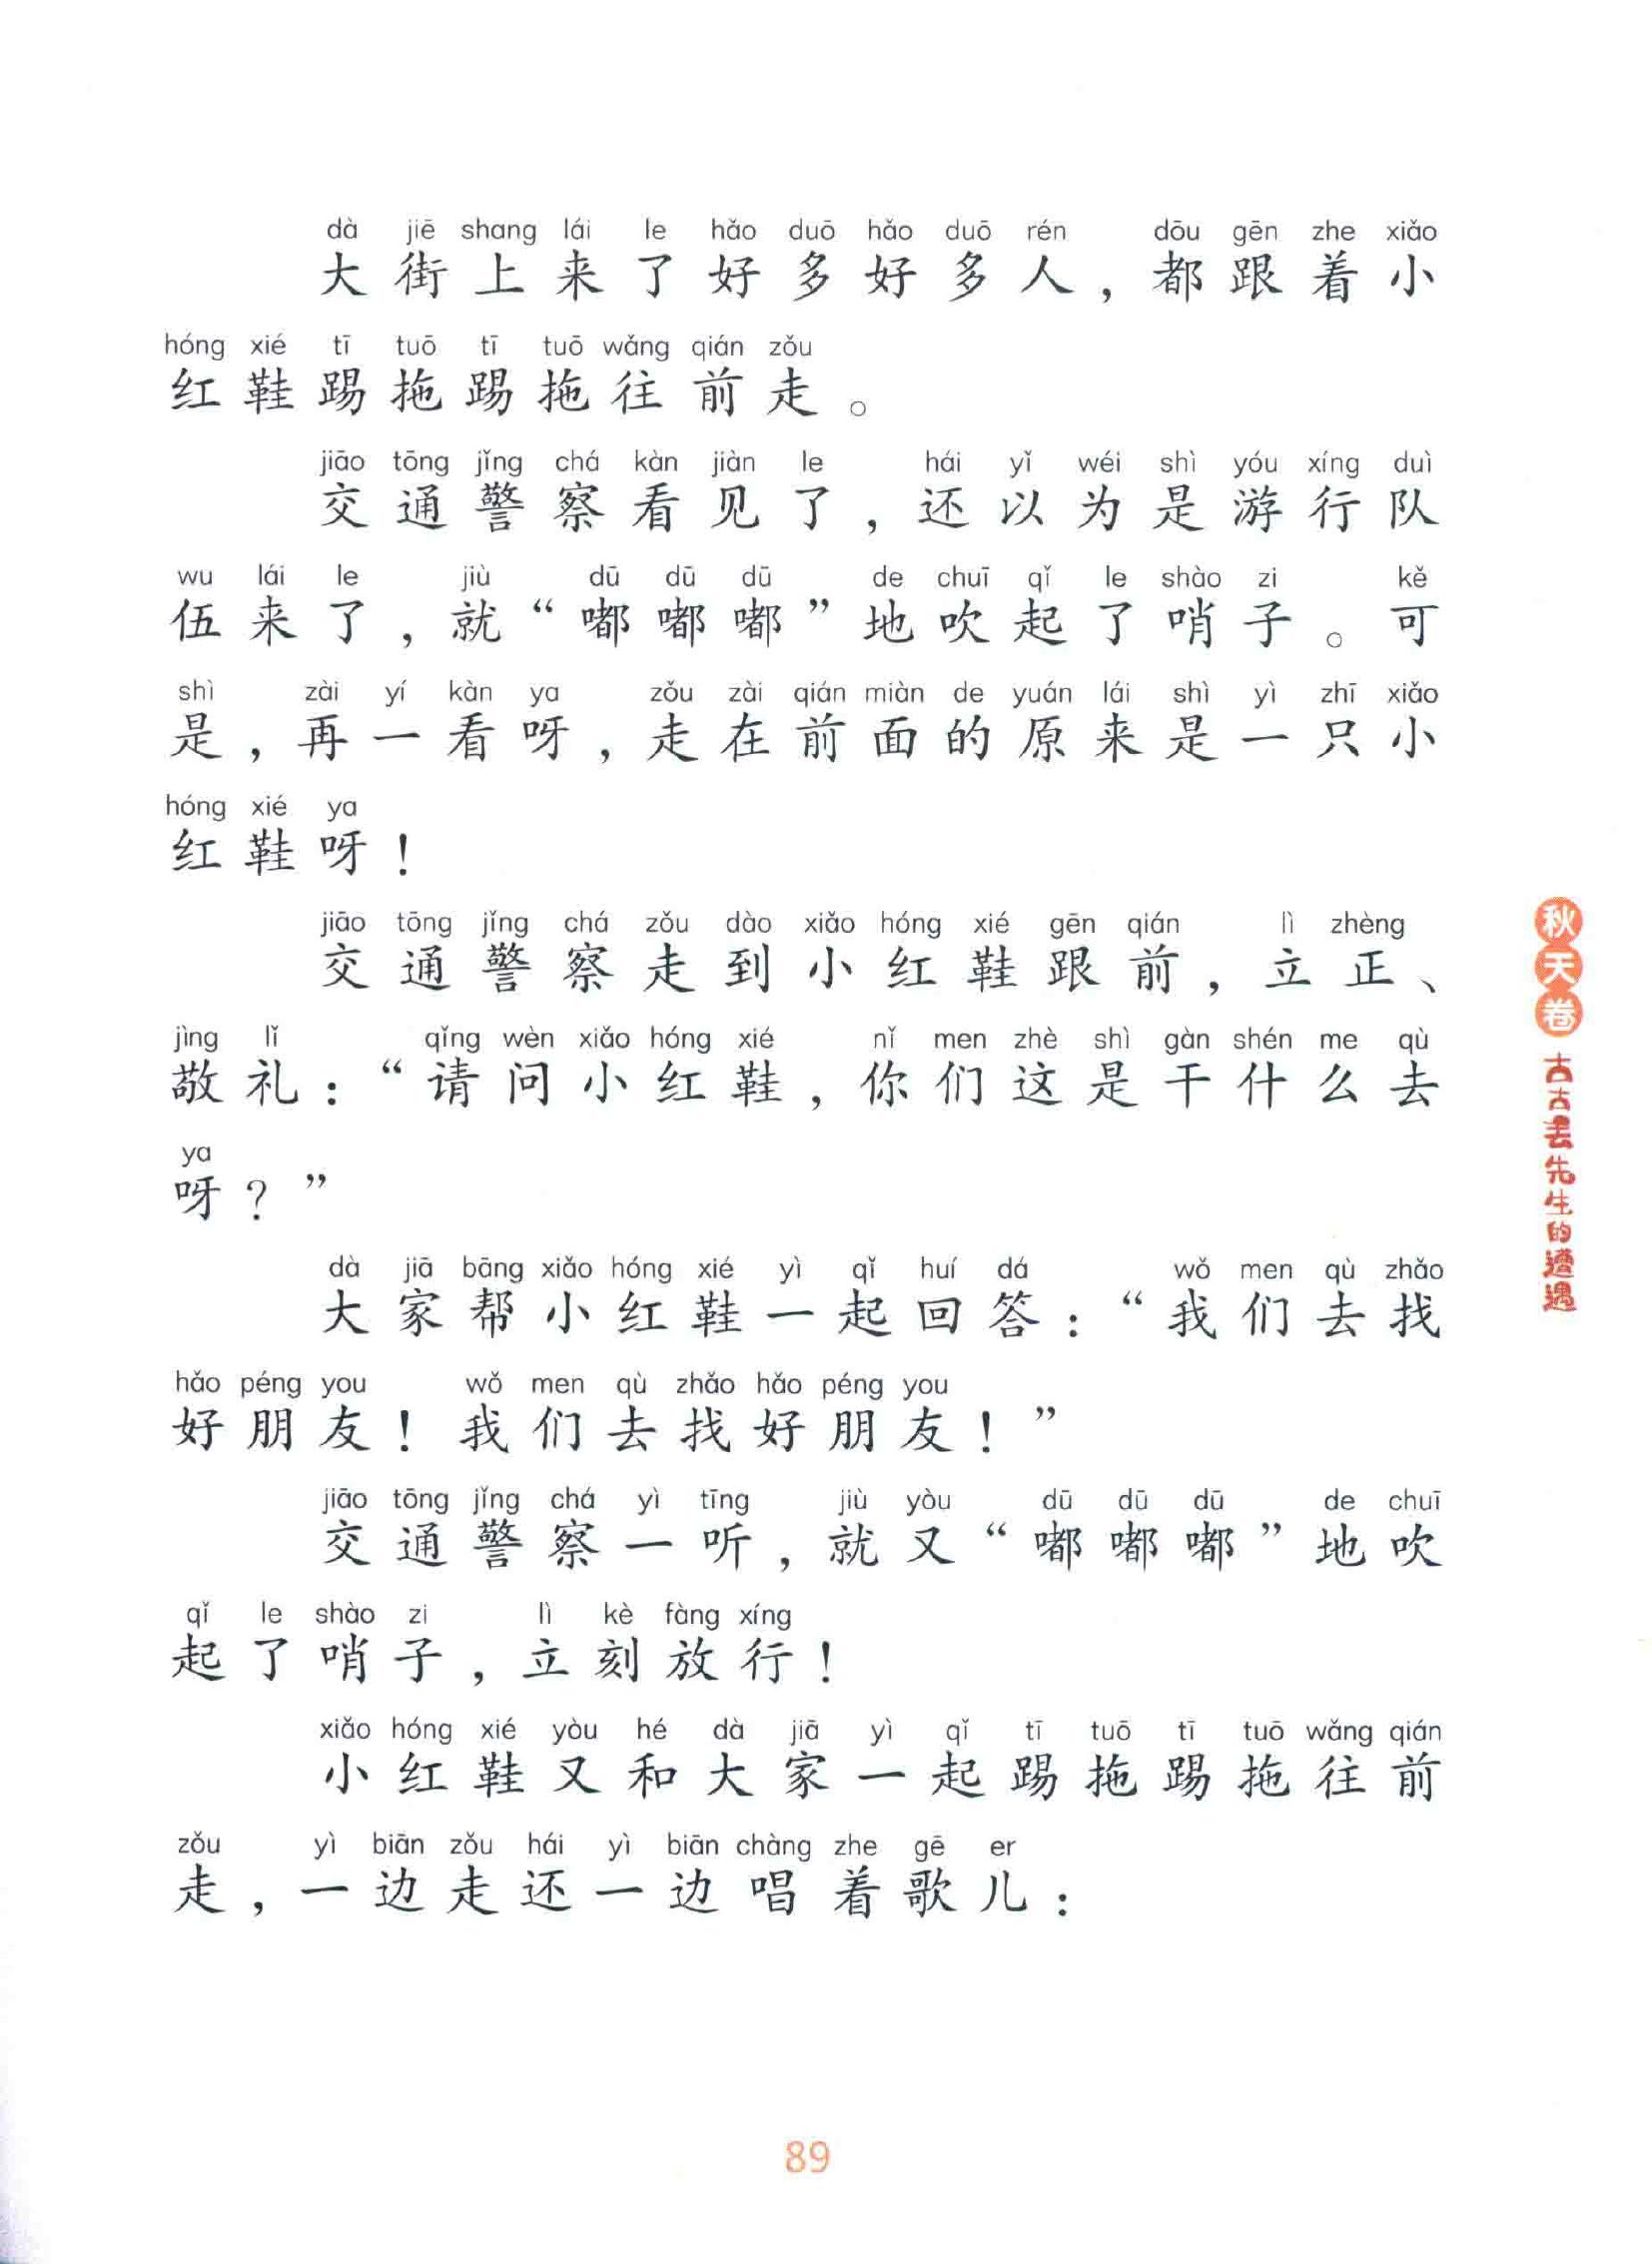 dà jiē shang lái le hǎo duō hǎo duō rén dōu gēn zhe xiǎo
大街上来了好多好多人，都跟着小
hóng xié tī tuō tī tuō wǎng qián zǒu
红鞋踢拖踢拖往前走。
jiāo tōng jǐng chá kàn jiàn le hái yǐ wéi shì yóu xíng duì
交通警察看见了，还以为是游行队
wu lái le jiù dū dū dū de chuī qǐ le shào zi kě
伍来了，就“嘟嘟嘟”地吹起了哨子。可
shì zài yí kàn ya zǒu zài qián miàn de yuán lái shì yì zhī xiǎo
是，再一看呀，走在前面的原来是一只小
hóng xié ya
红鞋呀！
jiāo tōng jǐng chá zǒu dào xiǎo hóng xié gēn qián lì zhèng
交通警察走到小红鞋跟前，立正、
jìng lǐ qǐng wèn xiǎo hóng xié nǐ men zhè shì gàn shén me qù
敬礼：“请问小红鞋，你们这是干什么去
ya
呀？”
dà jiā bāng xiǎo hóng xié yì qǐ huí dá wǒ men qù zhǎo
大家帮小红鞋一起回答：“我们去找
hǎo péng you wǒ men qù zhǎo hǎo péng you
好朋友！我们去找好朋友！”
jiāo tōng jǐng chá yì tīng jiù yòu dū dū dū de chuī
交通警察一听，就又“嘟嘟嘟”地吹
qǐ le shào zi lì kè fàng xíng
起了哨子，立刻放行！
xiǎo hóng xié yòu hé dà jiā yì qǐ tī tuō tī tuō wǎng qián
小红鞋又和大家一起踢拖踢拖往前
zǒu yì biān zǒu hái yì biān chàng zhe gē er
走，一边走还一边唱着歌儿：
秋天卷 古古丢先生的遭遇
89